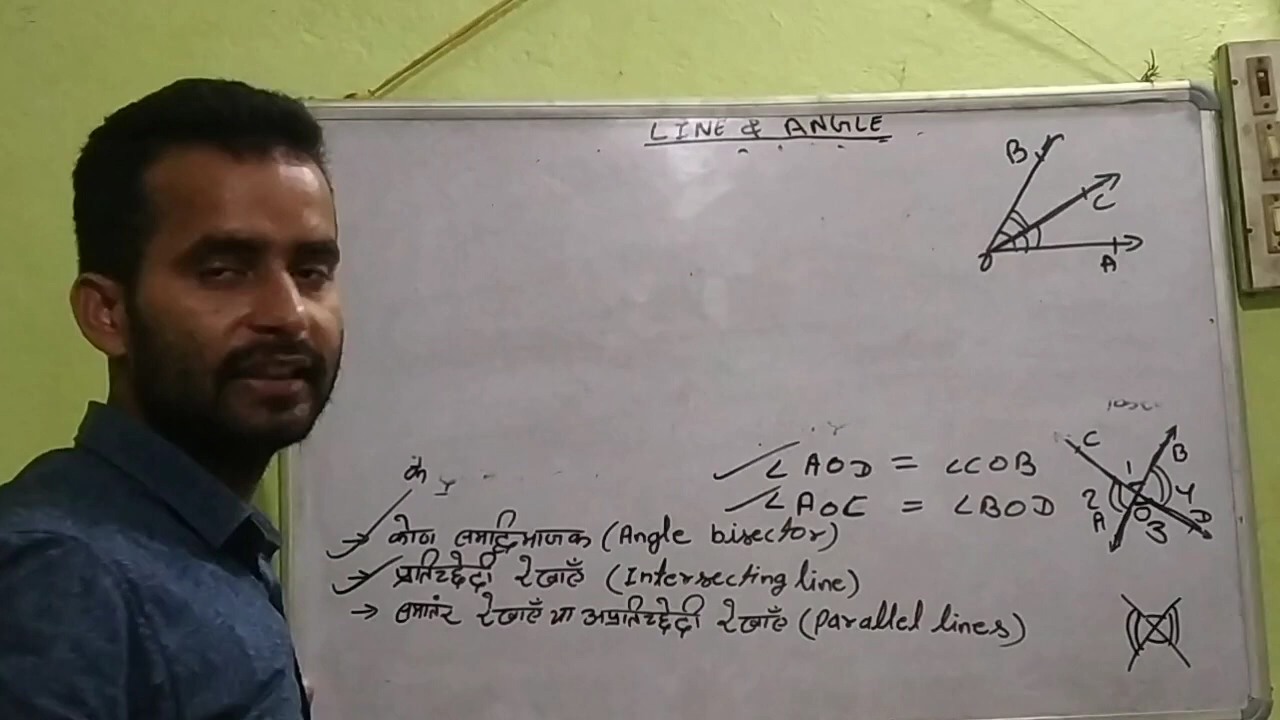 LINE & ANGLE
B
C
O
A
∠AOD = ∠COB
∠AOC = ∠BOD
C
B
1
2
4
A
O
D
3
→ कोण समद्विभाजक (Angle bisector)
→ प्रतिच्छेदी रेखाएँ (Intersecting line)
→ समांतर रेखाएँ या अप्रतिच्छेदी रेखाएँ (Parallel lines)